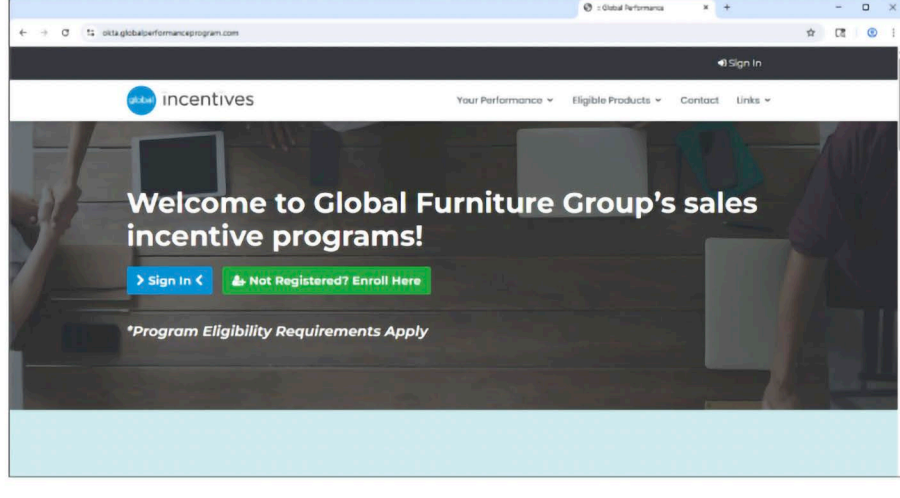 : Global Performance
okta.globalperformanceprogram.com
Sign In
global incentives
Your Performance
Eligible Products
Contact
Links
Welcome to Global Furniture Group's sales
incentive programs!
> Sign In <
Not Registered? Enroll Here
*Program Eligibility Requirements Apply